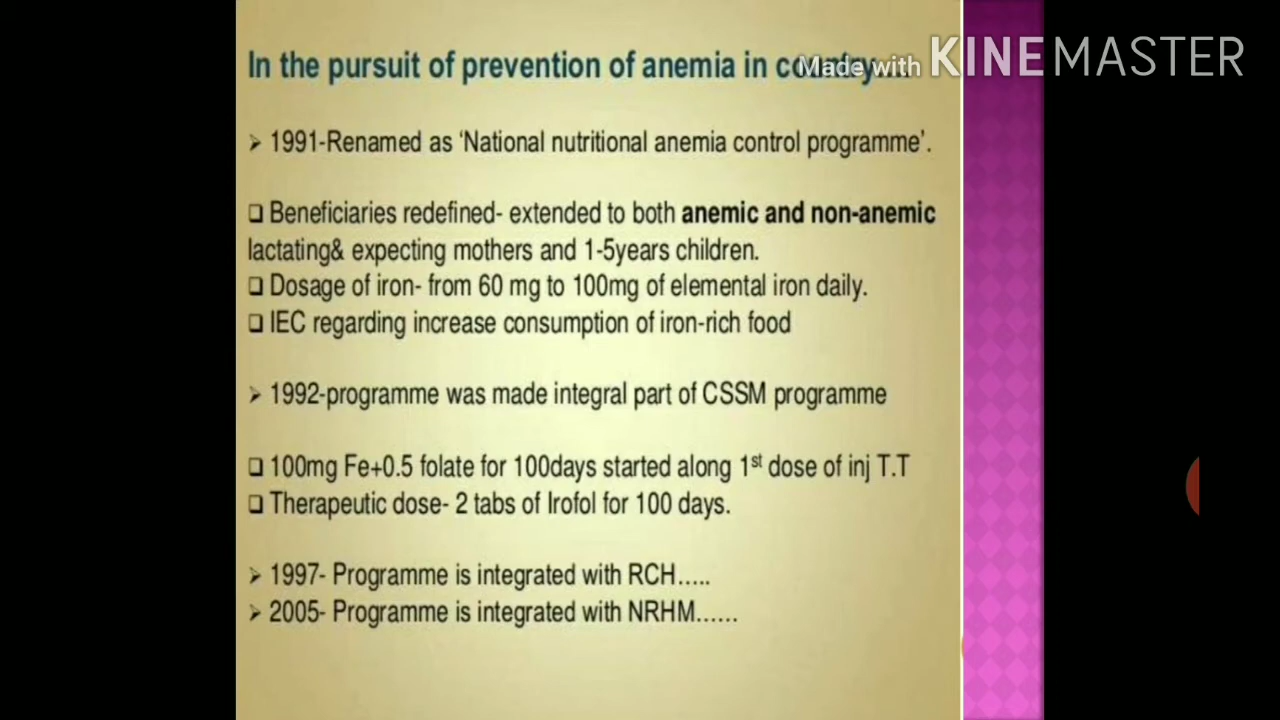 In the pursuit of prevention of anemia in country....
Made with KINEMASTER
➢ 1991-Renamed as ‘National nutritional anemia control programme’.
❑ Beneficiaries redefined- extended to both anemic and non-anemic
lactating& expecting mothers and 1-5years children.
❑ Dosage of iron- from 60 mg to 100mg of elemental iron daily.
❑ IEC regarding increase consumption of iron-rich food
➢ 1992-programme was made integral part of CSSM programme
❑ 100mg Fe+0.5 folate for 100days started along 1st dose of inj T.T
❑ Therapeutic dose- 2 tabs of Irofol for 100 days.
➢ 1997- Programme is integrated with RCH.....
➢ 2005- Programme is integrated with NRHM......